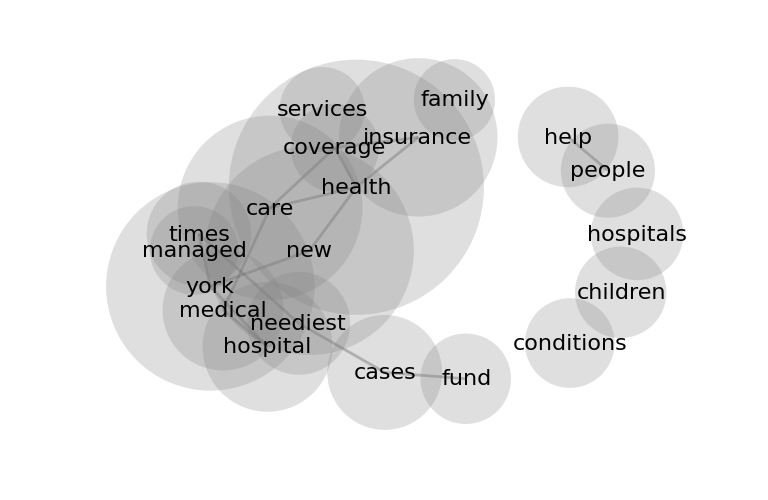 family
services
insurance
help
coverage
people
health
care
times
hospitals
managed
new
york
children
medical
neediest
conditions
hospital
cases
fund